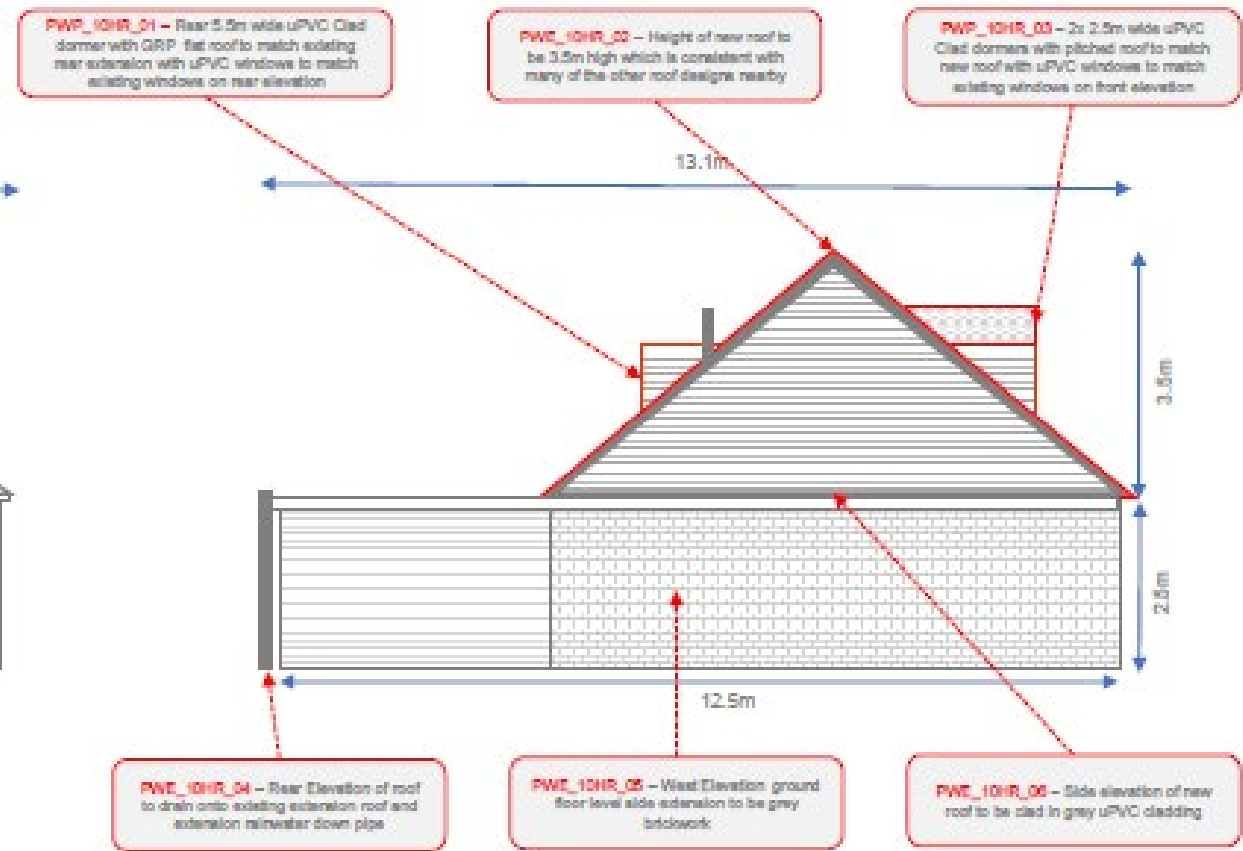 PWP_10HR_01 – Rear 5.5m wide uPVC Clad
dormer with GRP flat roof to match existing
rear extension with uPVC windows to match
existing windows on rear elevation
PWE_10HR_02 – Height of new roof to
be 3.5m high which is consistent with
many of the other roof designs nearby
PWP_10HR_03 – 2x 2.5m wide uPVC
Clad dormers with pitched roof to match
new roof with uPVC windows to match
existing windows on front elevation
13.1m
3.5m
2.5m
12.5m
PWE_10HR_04 – Rear Elevation of roof
to drain onto existing extension roof and
extension rainwater down pipe
PWE_10HR_05 – West Elevation ground
floor level side extension to be grey
brickwork
PWE_10HR_06 – Side elevation of new
roof to be clad in grey uPVC cladding